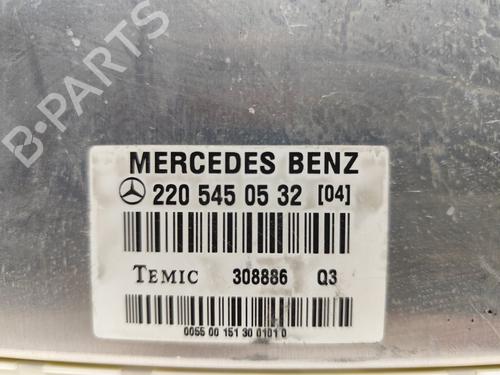 B-PARTS
MERCEDES BENZ
220 545 05 32 [04]
TEMIC 308886 Q3
0055 00 151 30 0101 0